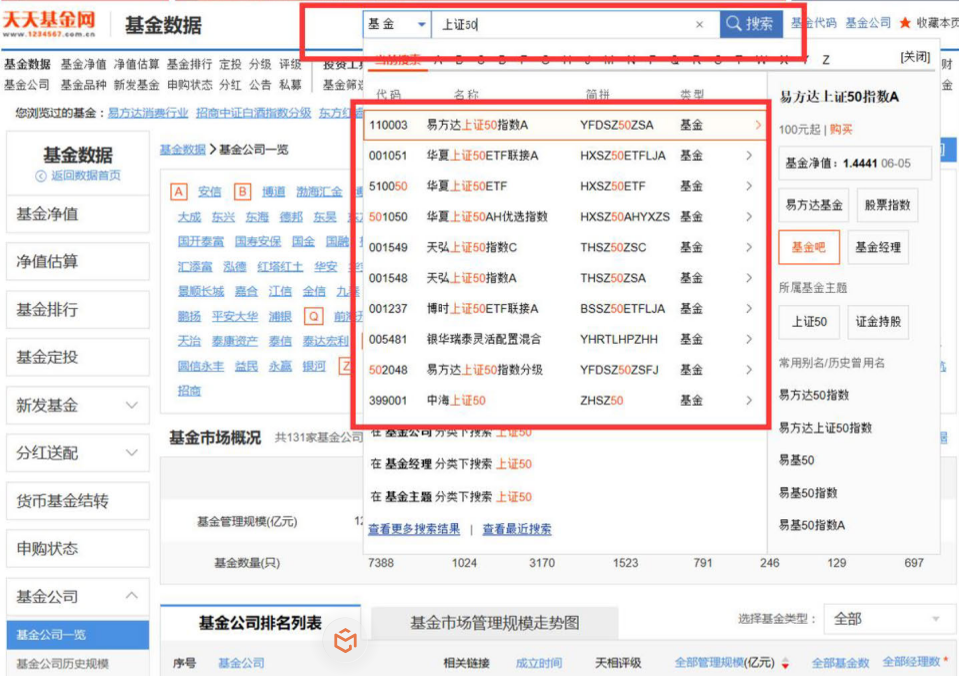 天天基金网
www.1234567.com.cn
基金数据
基金
上证50
×
搜索
基金代码 基金公司 ★ 收藏本页
基金数据 基金净值 净值估算 基金排行 定投 分级 评级 投资工
基金公司 基金品种 新发基金 申购状态 分红 公告 私募 基金筛
Z
[关闭]
您浏览过的基金：易方达消费行业 招商中证白酒指数分级 东方红
代码 名称 简拼 类型
110003 易方达上证50指数A YFDSZ50ZSA 基金
001051 华夏上证50ETF联接A HXSZ50ETFLJA 基金
510050 华夏上证50ETF HXSZ50ETF 基金
501050 华夏上证50AH优选指数 HXSZ50AHYXZS 基金
001549 天弘上证50指数C THSZ50ZSC 基金
001548 天弘上证50指数A THSZ50ZSA 基金
001237 博时上证50ETF联接A BSSZ50ETFLJA 基金
005481 银华瑞泰灵活配置混合 YHRTLHPZHH 基金
502048 易方达上证50指数分级 YFDSZ50ZSFJ 基金
399001 中海上证50 ZHSZ50 基金
在 基金公司 分类下搜索 上证50
在 基金经理 分类下搜索 上证50
在 基金主题 分类下搜索 上证50
查看更多搜索结果 | 查看最近搜索
易方达上证50指数A
100元起 | 购买
基金净值：1.4441 06-05
易方达基金 股票指数
基金吧 基金经理
所属基金主题
上证50 证金持股
常用别名/历史曾用名
易方达50指数
易方达上证50指数
易基50
易基50指数
易基50指数A
基金数据
返回数据首页
基金净值
净值估算
基金排行
基金定投
新发基金
分红送配
货币基金结转
申购状态
基金公司
基金公司一览
基金公司历史规模
基金数据 > 基金公司一览
A 安信 B 博道 渤海汇金
大成 东兴 东海 德邦 东吴
国开泰富 国寿安保 国金 国融
汇添富 泓德 红塔红土 华安
景顺长城 嘉合 江信 金信 九
鹏扬 平安大华 浦银 Q 前海
天治 泰康资产 泰信 泰达宏利
圆信永丰 益民 永赢 银河 Z
招商
基金市场概况 共131家基金公司
基金管理规模(亿元)
基金数量(只) 7388 1024 3170 1523 791 246 129 697
基金公司排名列表 基金市场管理规模走势图 选择基金类型： 全部
序号 基金公司 相关链接 成立时间 天相评级 全部管理规模(亿元) 全部基金数 全部经理数